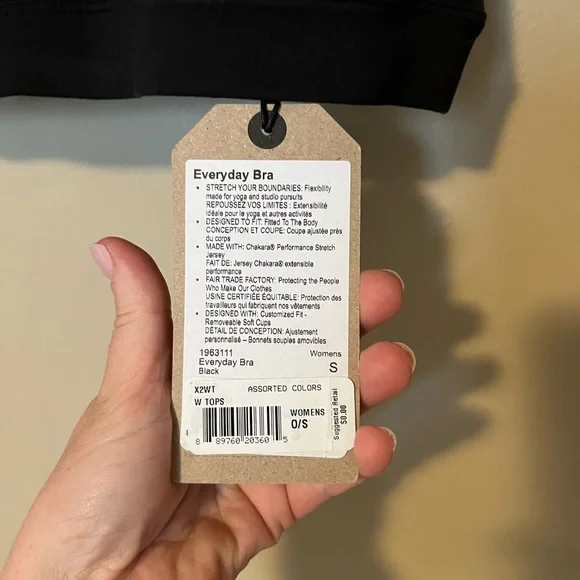 Everyday Bra
• STRETCH YOUR BOUNDARIES: Flexibility
made for yoga and studio pursuits
REPOUSSEZ VOS LIMITES : Extensibilité
idéale pour le yoga et autres activités
• DESIGNED TO FIT: Fitted To The Body
CONCEPTION ET COUPE: Coupe ajustée près
du corps
• MADE WITH: Chakara® Performance Stretch
Jersey
FAIT DE: Jersey Chakara® extensible
performance
• FAIR TRADE FACTORY: Protecting the People
Who Make Our Clothes
USINE CERTIFIÉE ÉQUITABLE: Protection des
travailleurs qui fabriquent nos vêtements
• DESIGNED WITH: Customized Fit -
Removeable Soft Cups
DÉTAIL DE CONCEPTION: Ajustement
personnalisé – Bonnets souples amovibles
1963111 Womens
Everyday Bra
Black S
X2WT ASSORTED COLORS
W TOPS
WOMENS
O/S
8 89760 20360 5
Suggested Retail
$0.00